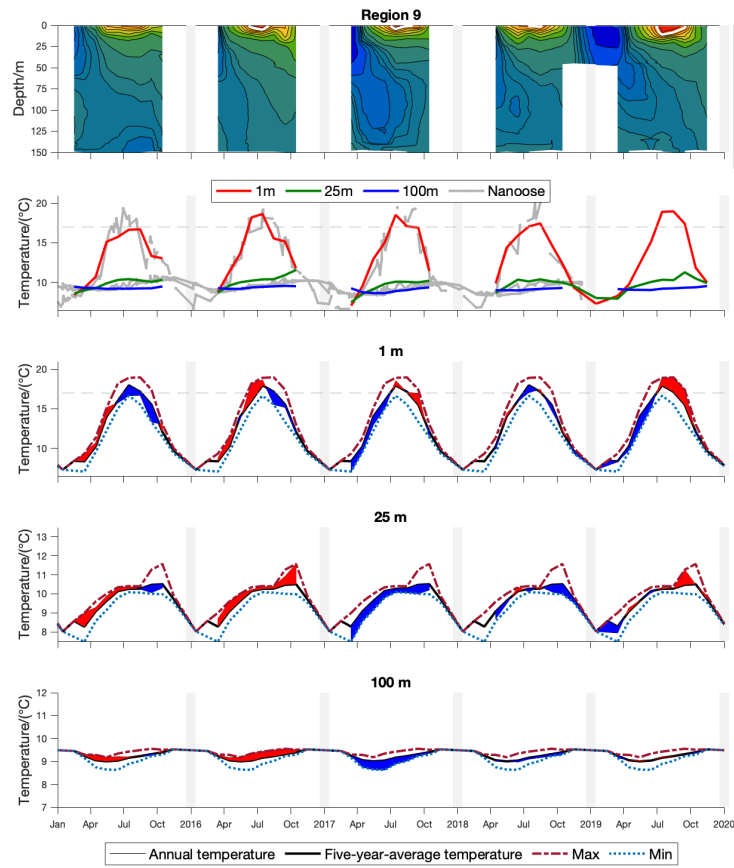 Region 9
0
25
50
75
100
125
150
Depth/m
1m 25m 100m Nanoose
20
15
10
Temperature/(°C)
1 m
20
15
10
Temperature/(°C)
25 m
13
12
11
10
9
8
Temperature/(°C)
100 m
12
11
10
9
8
7
Temperature/(°C)
Jan Apr Jul Oct 2016 Apr Jul Oct 2017 Apr Jul Oct 2018 Apr Jul Oct 2019 Apr Jul Oct 2020
Annual temperature Five-year-average temperature Max Min